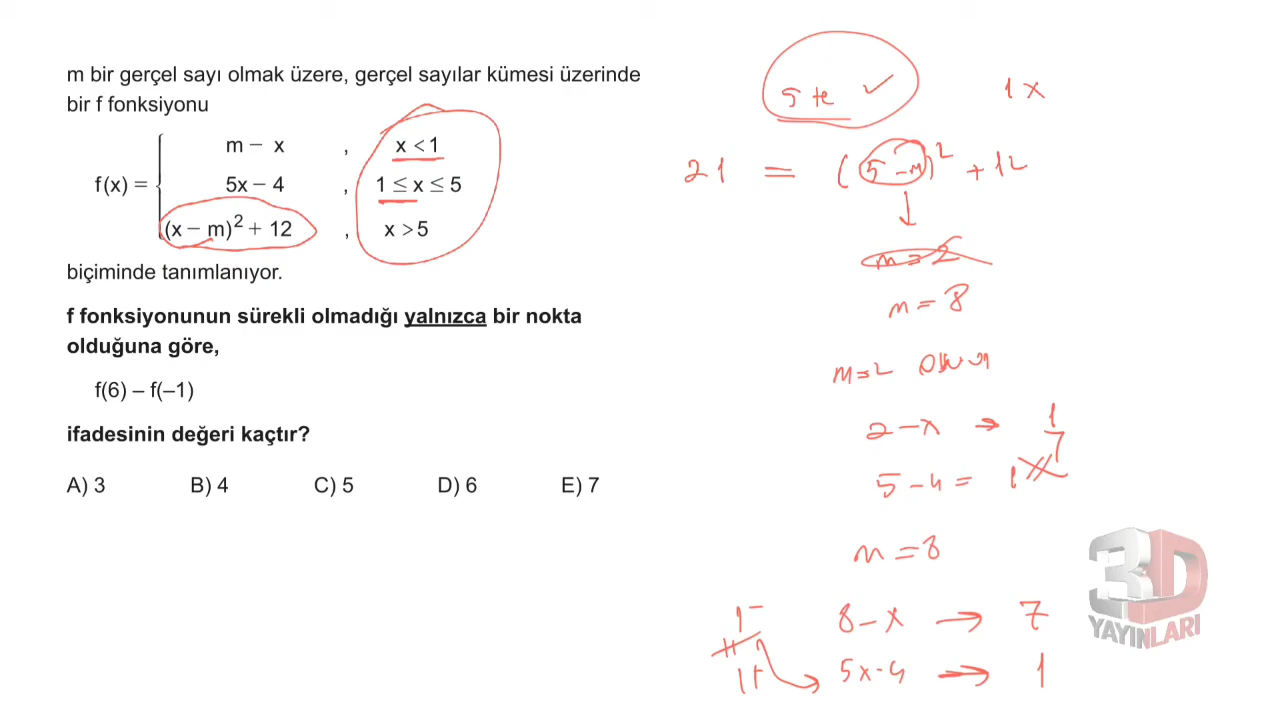 m bir gerçel sayı olmak üzere, gerçel sayılar kümesi üzerinde
bir f fonksiyonu
m − x , x < 1
f(x) = 5x − 4 , 1 ≤ x ≤ 5
(x − m)² + 12 , x > 5
biçiminde tanımlanıyor.
f fonksiyonunun sürekli olmadığı yalnızca bir nokta
olduğuna göre,
f(6) – f(–1)
ifadesinin değeri kaçtır?
A) 3 B) 4 C) 5 D) 6 E) 7
5 te ✓ 1 x
21 = (5 − m)² + 12
m = 2
m = 8
m = 2
2 − x → 1
5 − 4 = 1
m = 8
1⁻ 8 − x → 7
1⁺ 5x − 4 → 1
3D
YAYINLARI